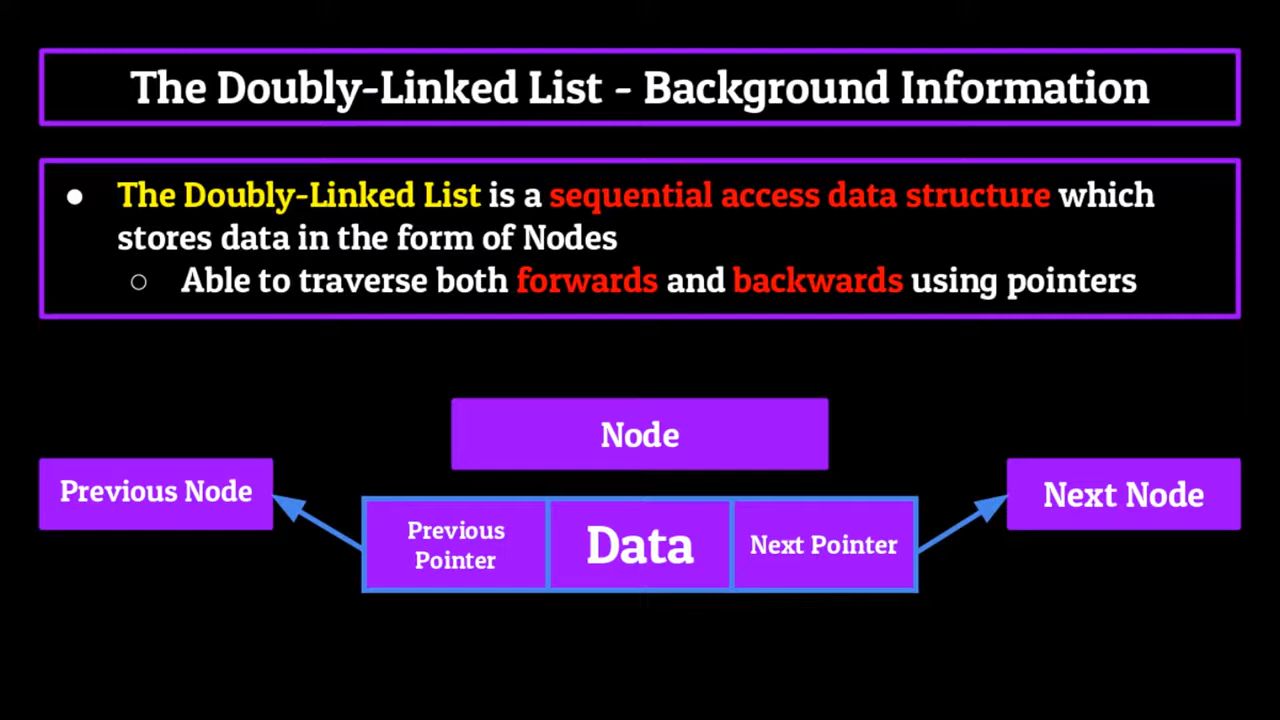 The Doubly-Linked List - Background Information
● The Doubly-Linked List is a sequential access data structure which
stores data in the form of Nodes
○ Able to traverse both forwards and backwards using pointers
Node
Previous Node
Next Node
Previous
Pointer
Data
Next Pointer